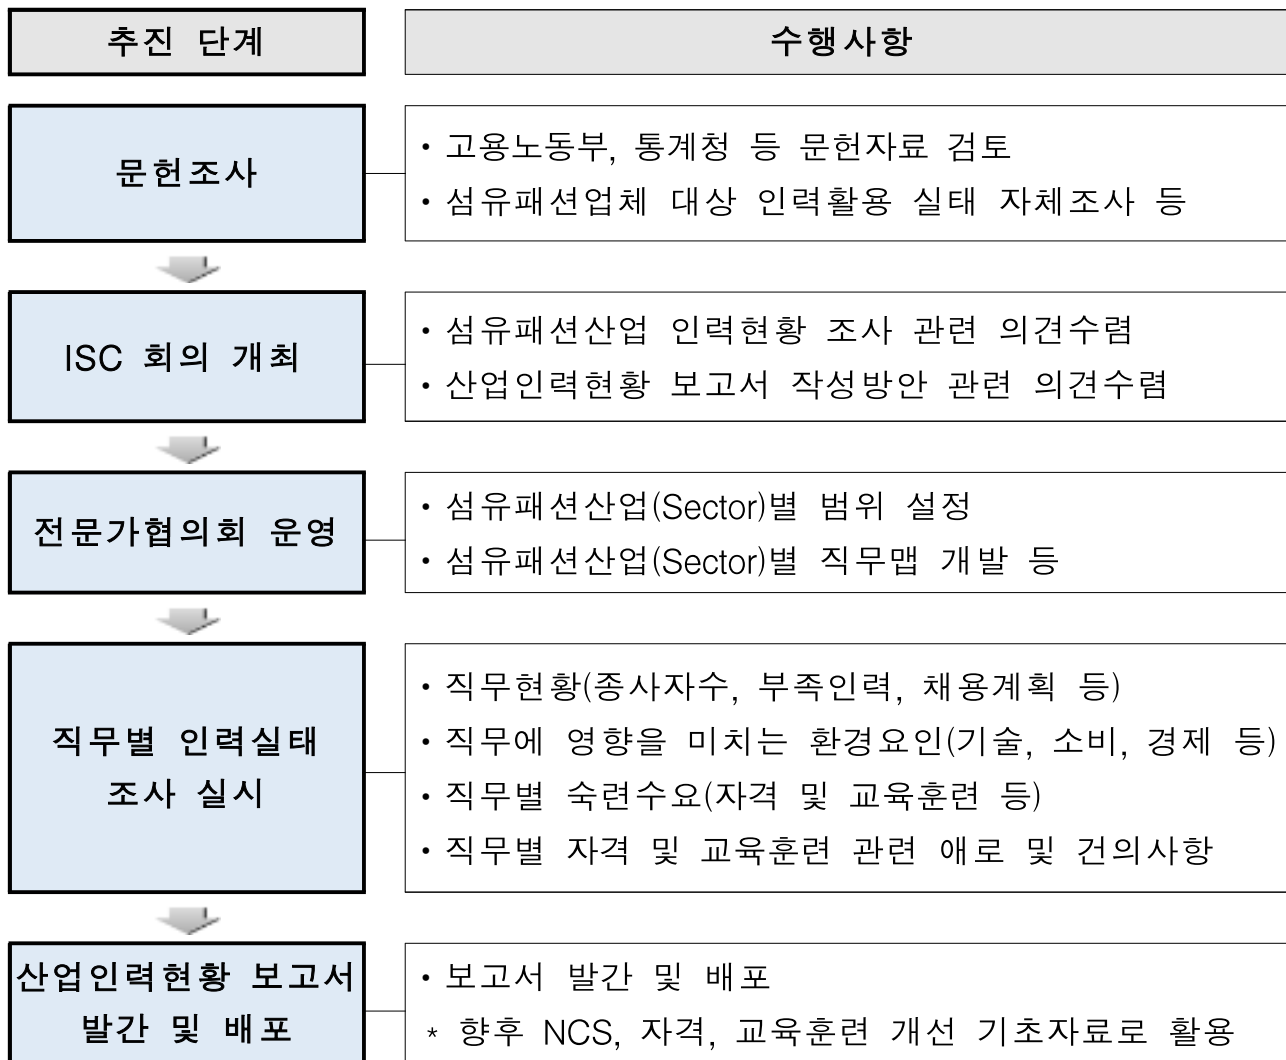 추진 단계
수행사항
문헌조사
• 고용노동부, 통계청 등 문헌자료 검토
• 섬유패션업체 대상 인력활용 실태 자체조사 등
ISC 회의 개최
• 섬유패션산업 인력현황 조사 관련 의견수렴
• 산업인력현황 보고서 작성방안 관련 의견수렴
전문가협의회 운영
• 섬유패션산업(Sector)별 범위 설정
• 섬유패션산업(Sector)별 직무맵 개발 등
직무별 인력실태
조사 실시
• 직무현황(종사자수, 부족인력, 채용계획 등)
• 직무에 영향을 미치는 환경요인(기술, 소비, 경제 등)
• 직무별 숙련수요(자격 및 교육훈련 등)
• 직무별 자격 및 교육훈련 관련 애로 및 건의사항
산업인력현황 보고서
발간 및 배포
• 보고서 발간 및 배포
* 향후 NCS, 자격, 교육훈련 개선 기초자료로 활용